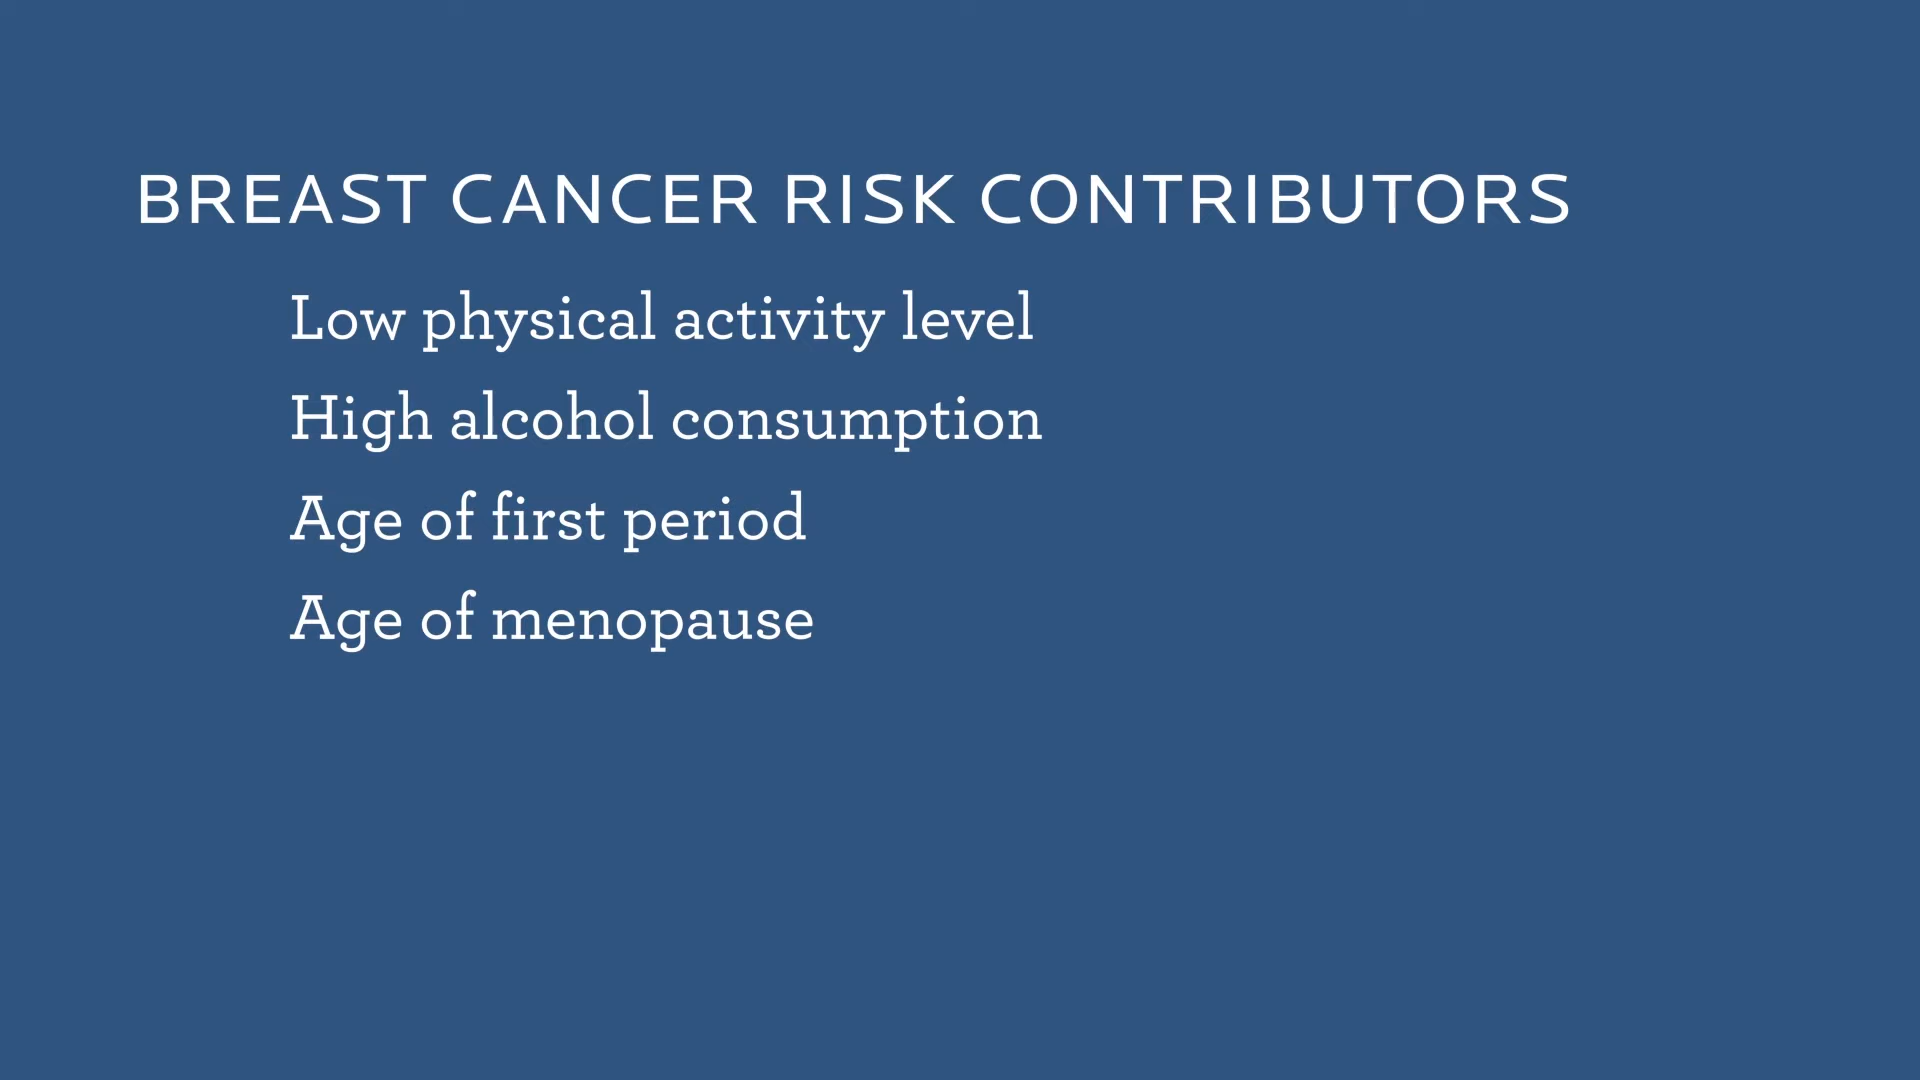 BREAST CANCER RISK CONTRIBUTORS
Low physical activity level
High alcohol consumption
Age of first period
Age of menopause